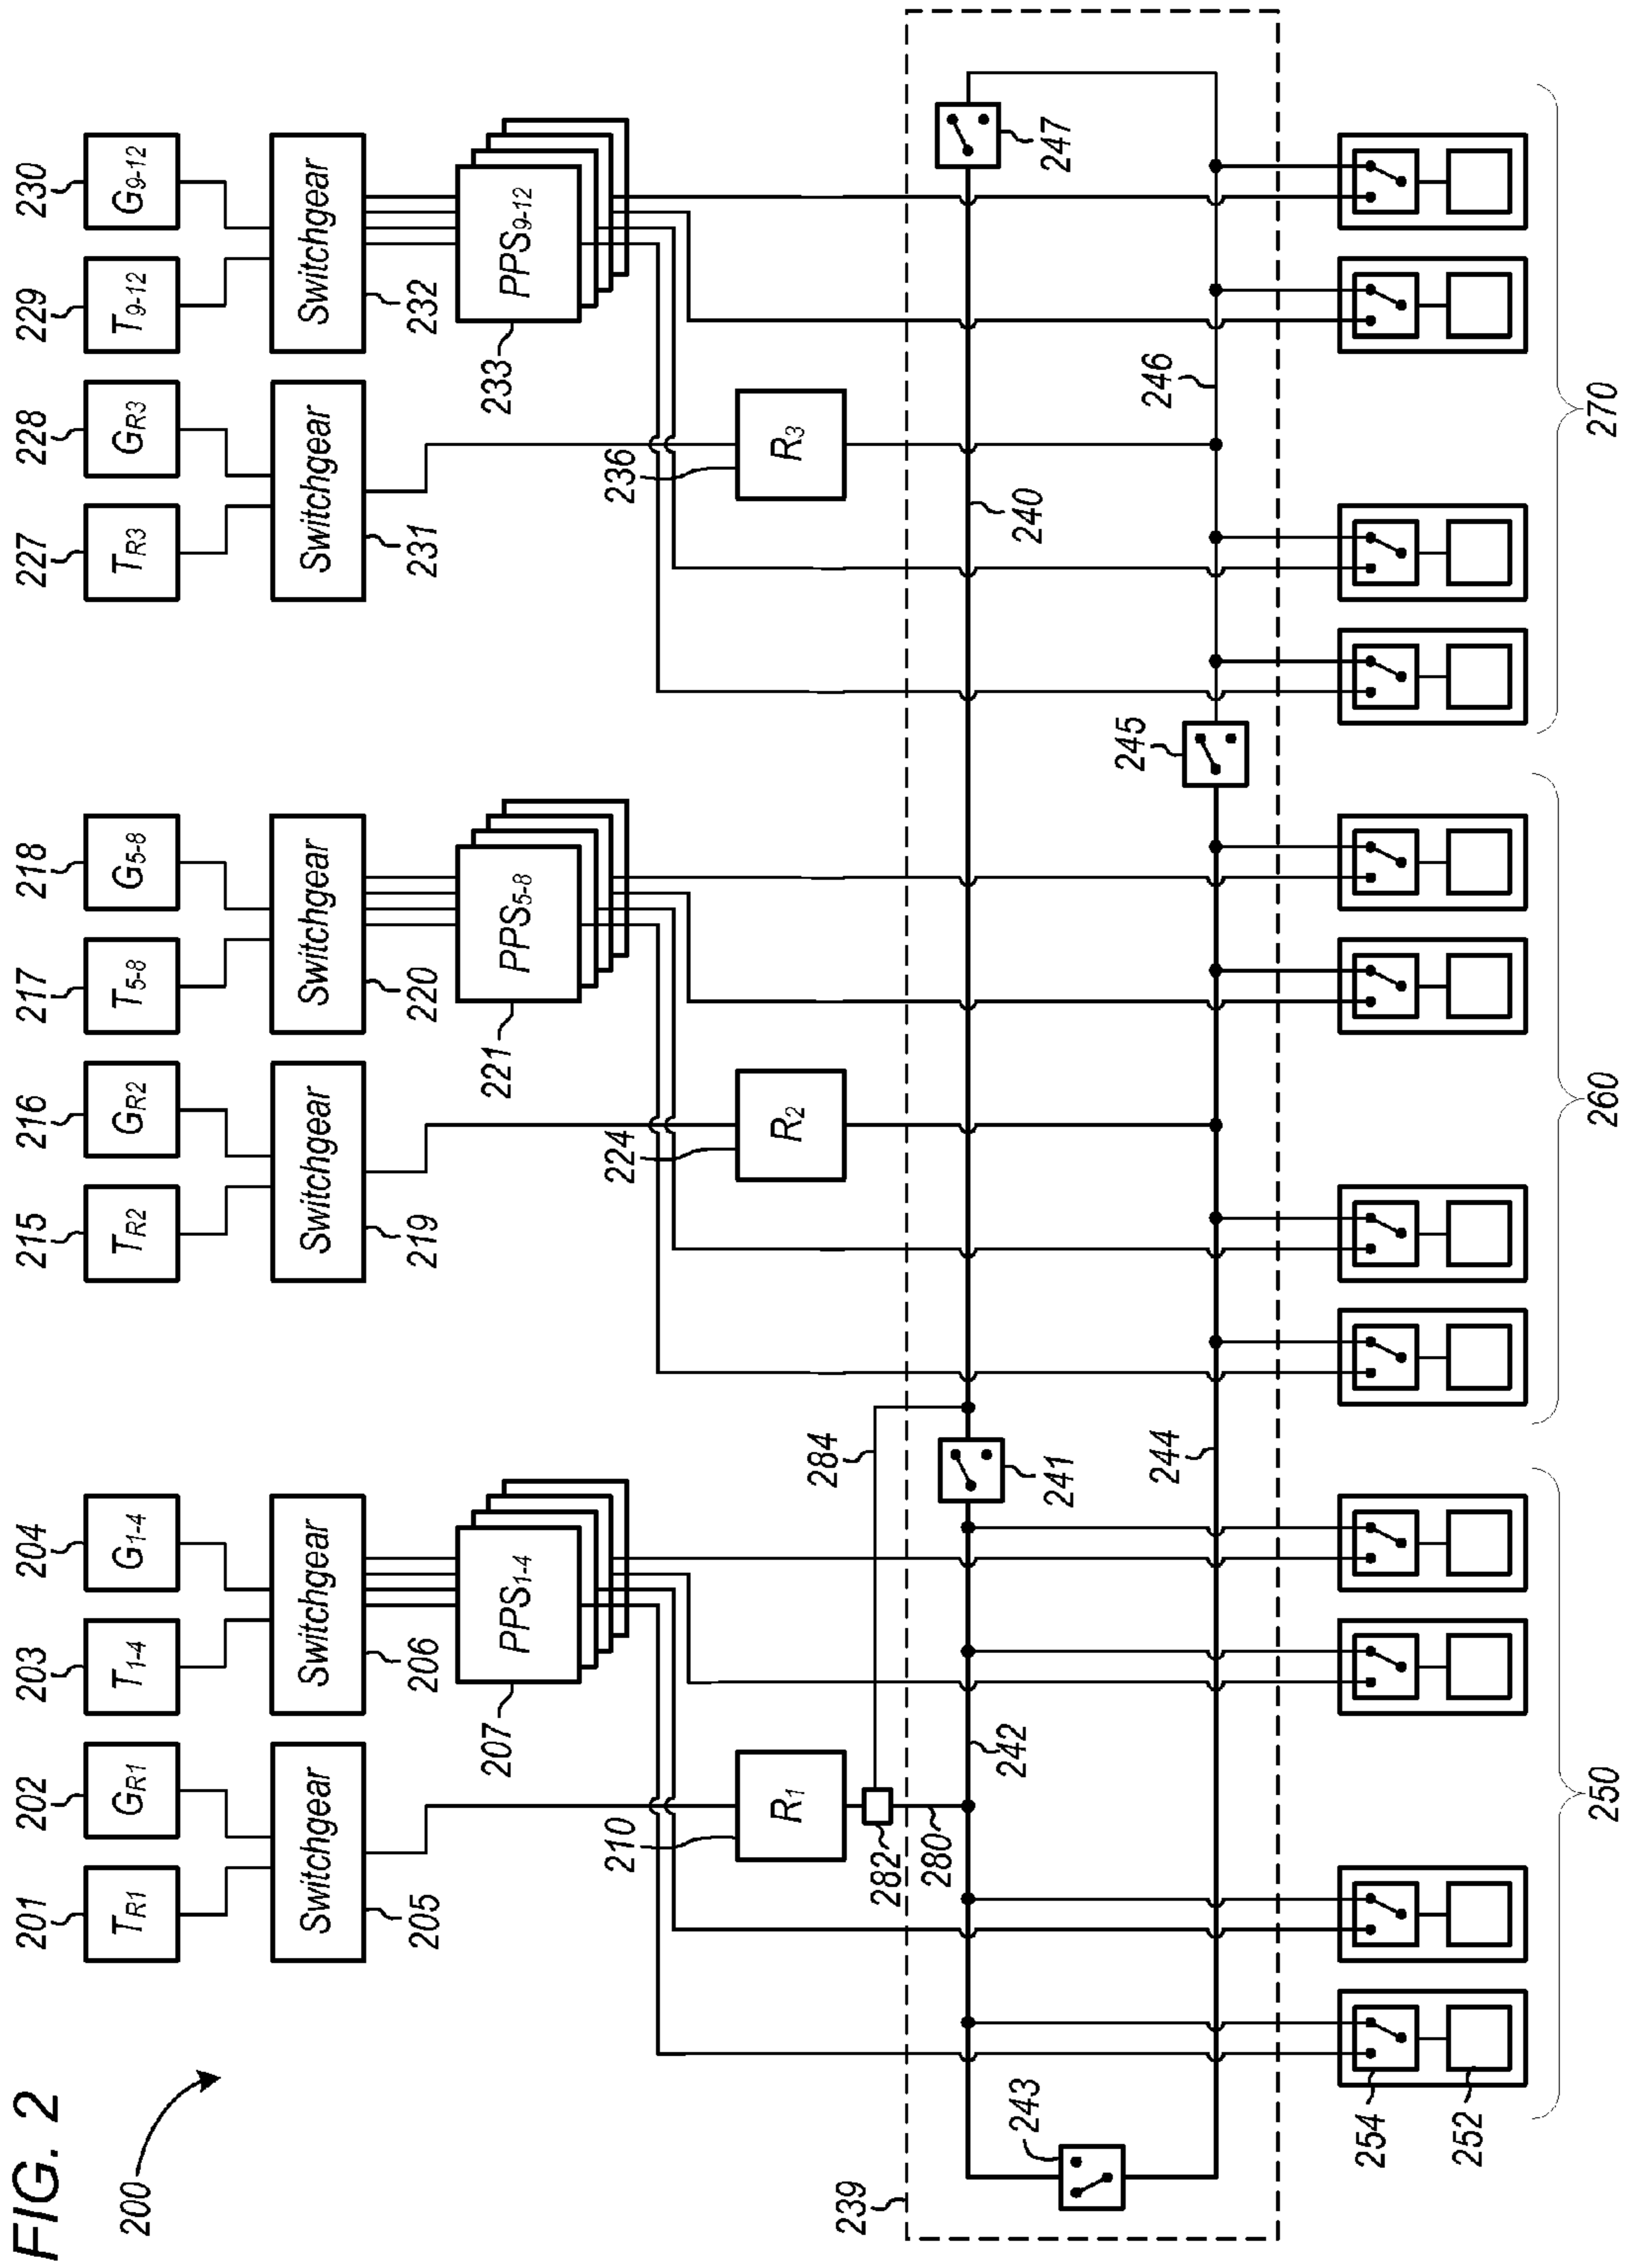 FIG. 2
200
201
202
203
204
215
216
217
218
227
228
229
230
TR1
GR1
T1-4
G1-4
TR2
GR2
T5-8
G5-8
TR3
GR3
T9-12
G9-12
Switchgear
Switchgear
Switchgear
Switchgear
Switchgear
Switchgear
205
206
219
220
231
232
PPS1-4
PPS5-8
PPS9-12
207
221
233
210
224
236
R1
R2
R3
239
282
284
280
243
242
241
240
247
244
245
246
254
252
250
260
270